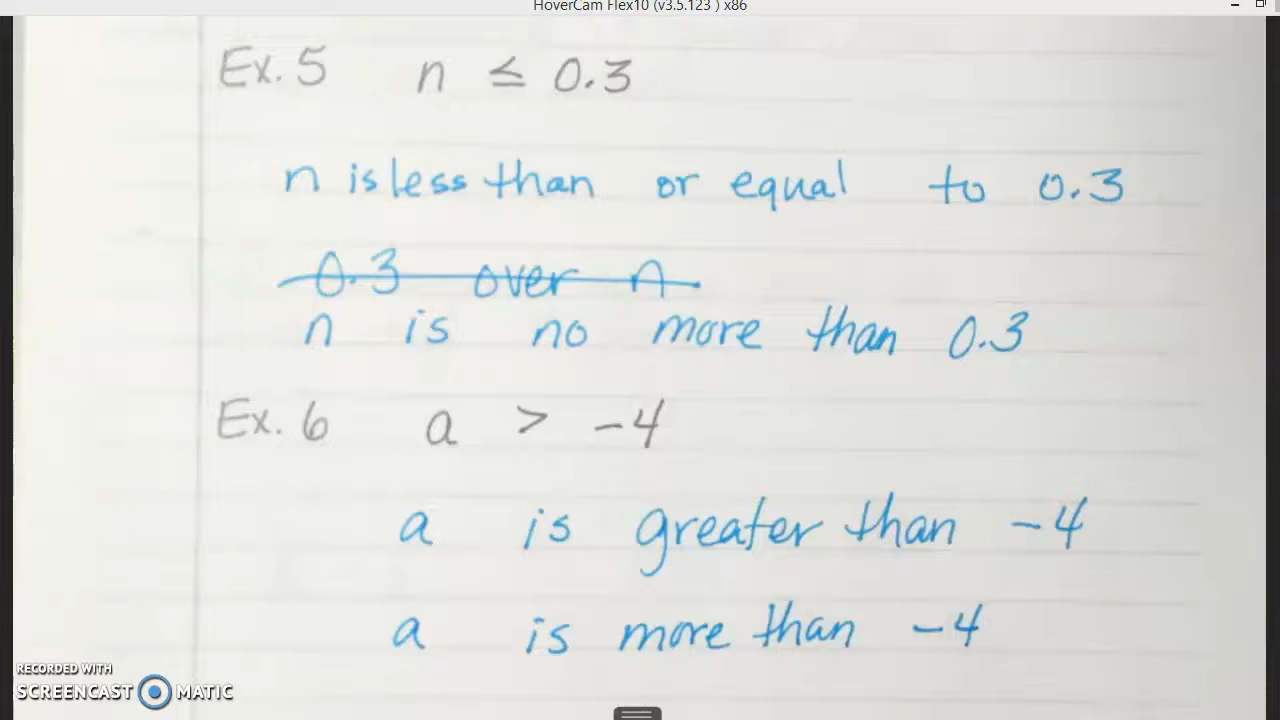 HoverCam Flex10 (v3.5.123 ) x86
Ex. 5 n ≤ 0.3
n is less than or equal to 0.3
0.3 over n
n is no more than 0.3
Ex. 6 a > -4
a is greater than -4
a is more than -4
RECORDED WITH
SCREENCAST MATIC